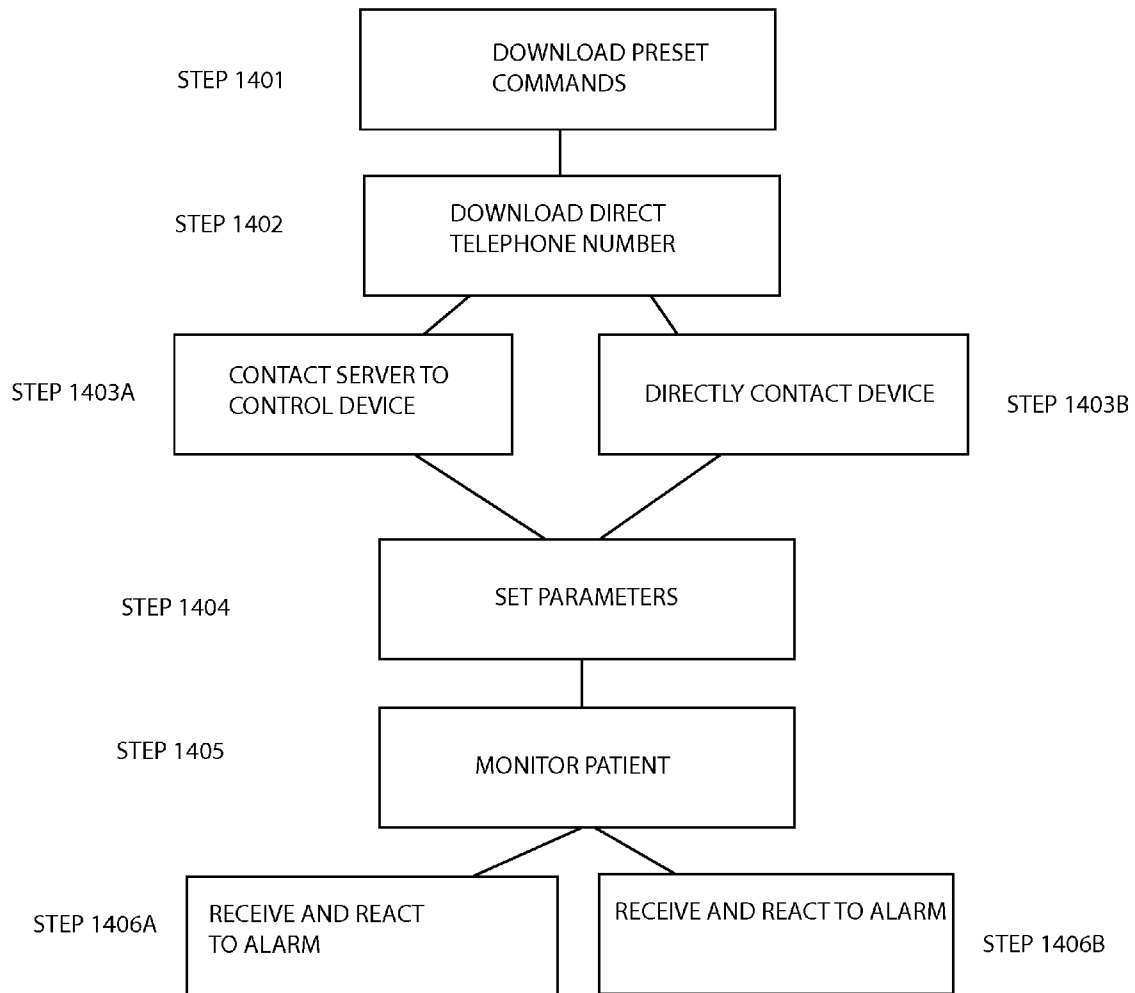 STEP 1401
DOWNLOAD PRESET
COMMANDS
STEP 1402
DOWNLOAD DIRECT
TELEPHONE NUMBER
STEP 1403A
CONTACT SERVER TO
CONTROL DEVICE
DIRECTLY CONTACT DEVICE
STEP 1403B
STEP 1404
SET PARAMETERS
STEP 1405
MONITOR PATIENT
STEP 1406A
RECEIVE AND REACT
TO ALARM
RECEIVE AND REACT TO ALARM
STEP 1406B